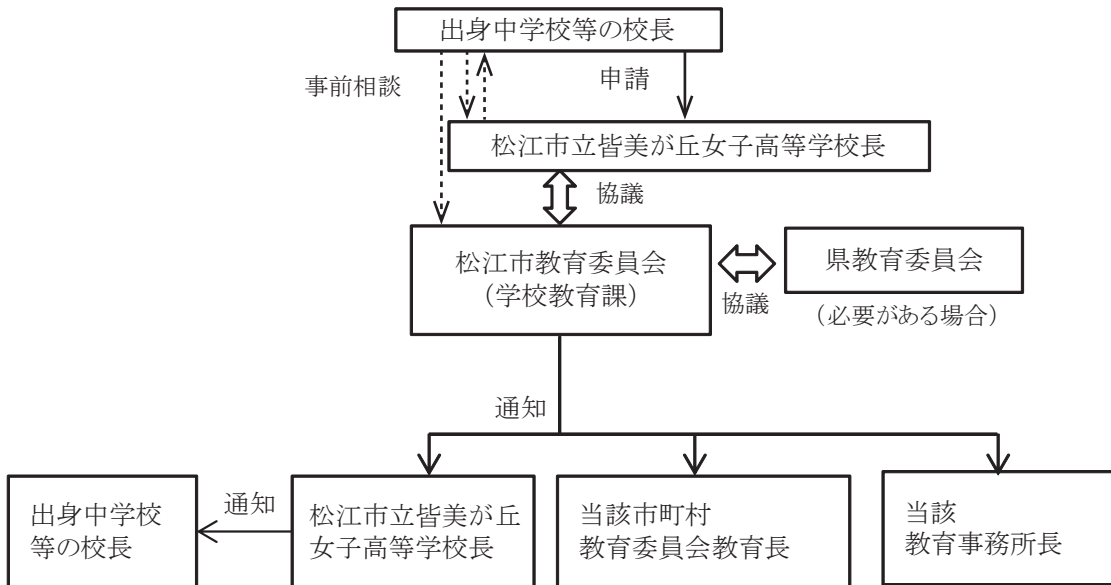 出身中学校等の校長
事前相談
申請
松江市立皆美が丘女子高等学校長
協議
松江市教育委員会
（学校教育課）
県教育委員会
協議
（必要がある場合）
通知
出身中学校
等の校長
通知
松江市立皆美が丘
女子高等学校長
当該市町村
教育委員会教育長
当該
教育事務所長